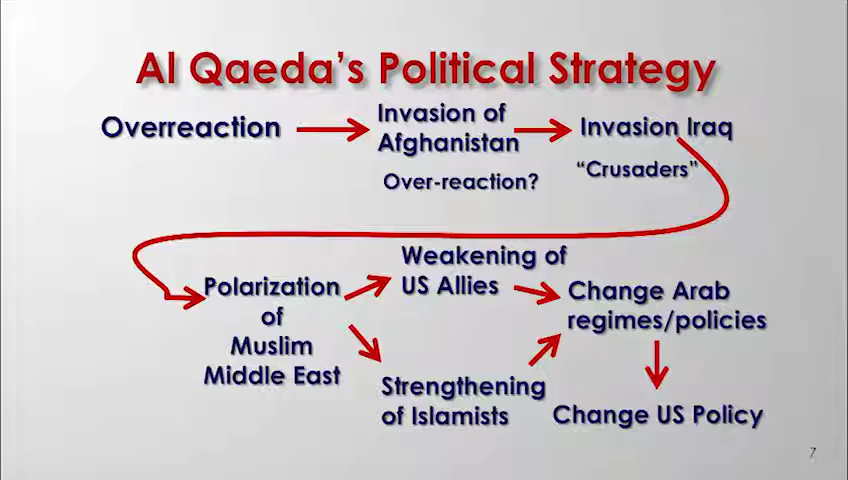 Al Qaeda's Political Strategy
Overreaction
Invasion of
Afghanistan
Over-reaction?
Invasion Iraq
“Crusaders”
Polarization
of
Muslim
Middle East
Weakening of
US Allies
Strengthening
of Islamists
Change Arab
regimes/policies
Change US Policy
7